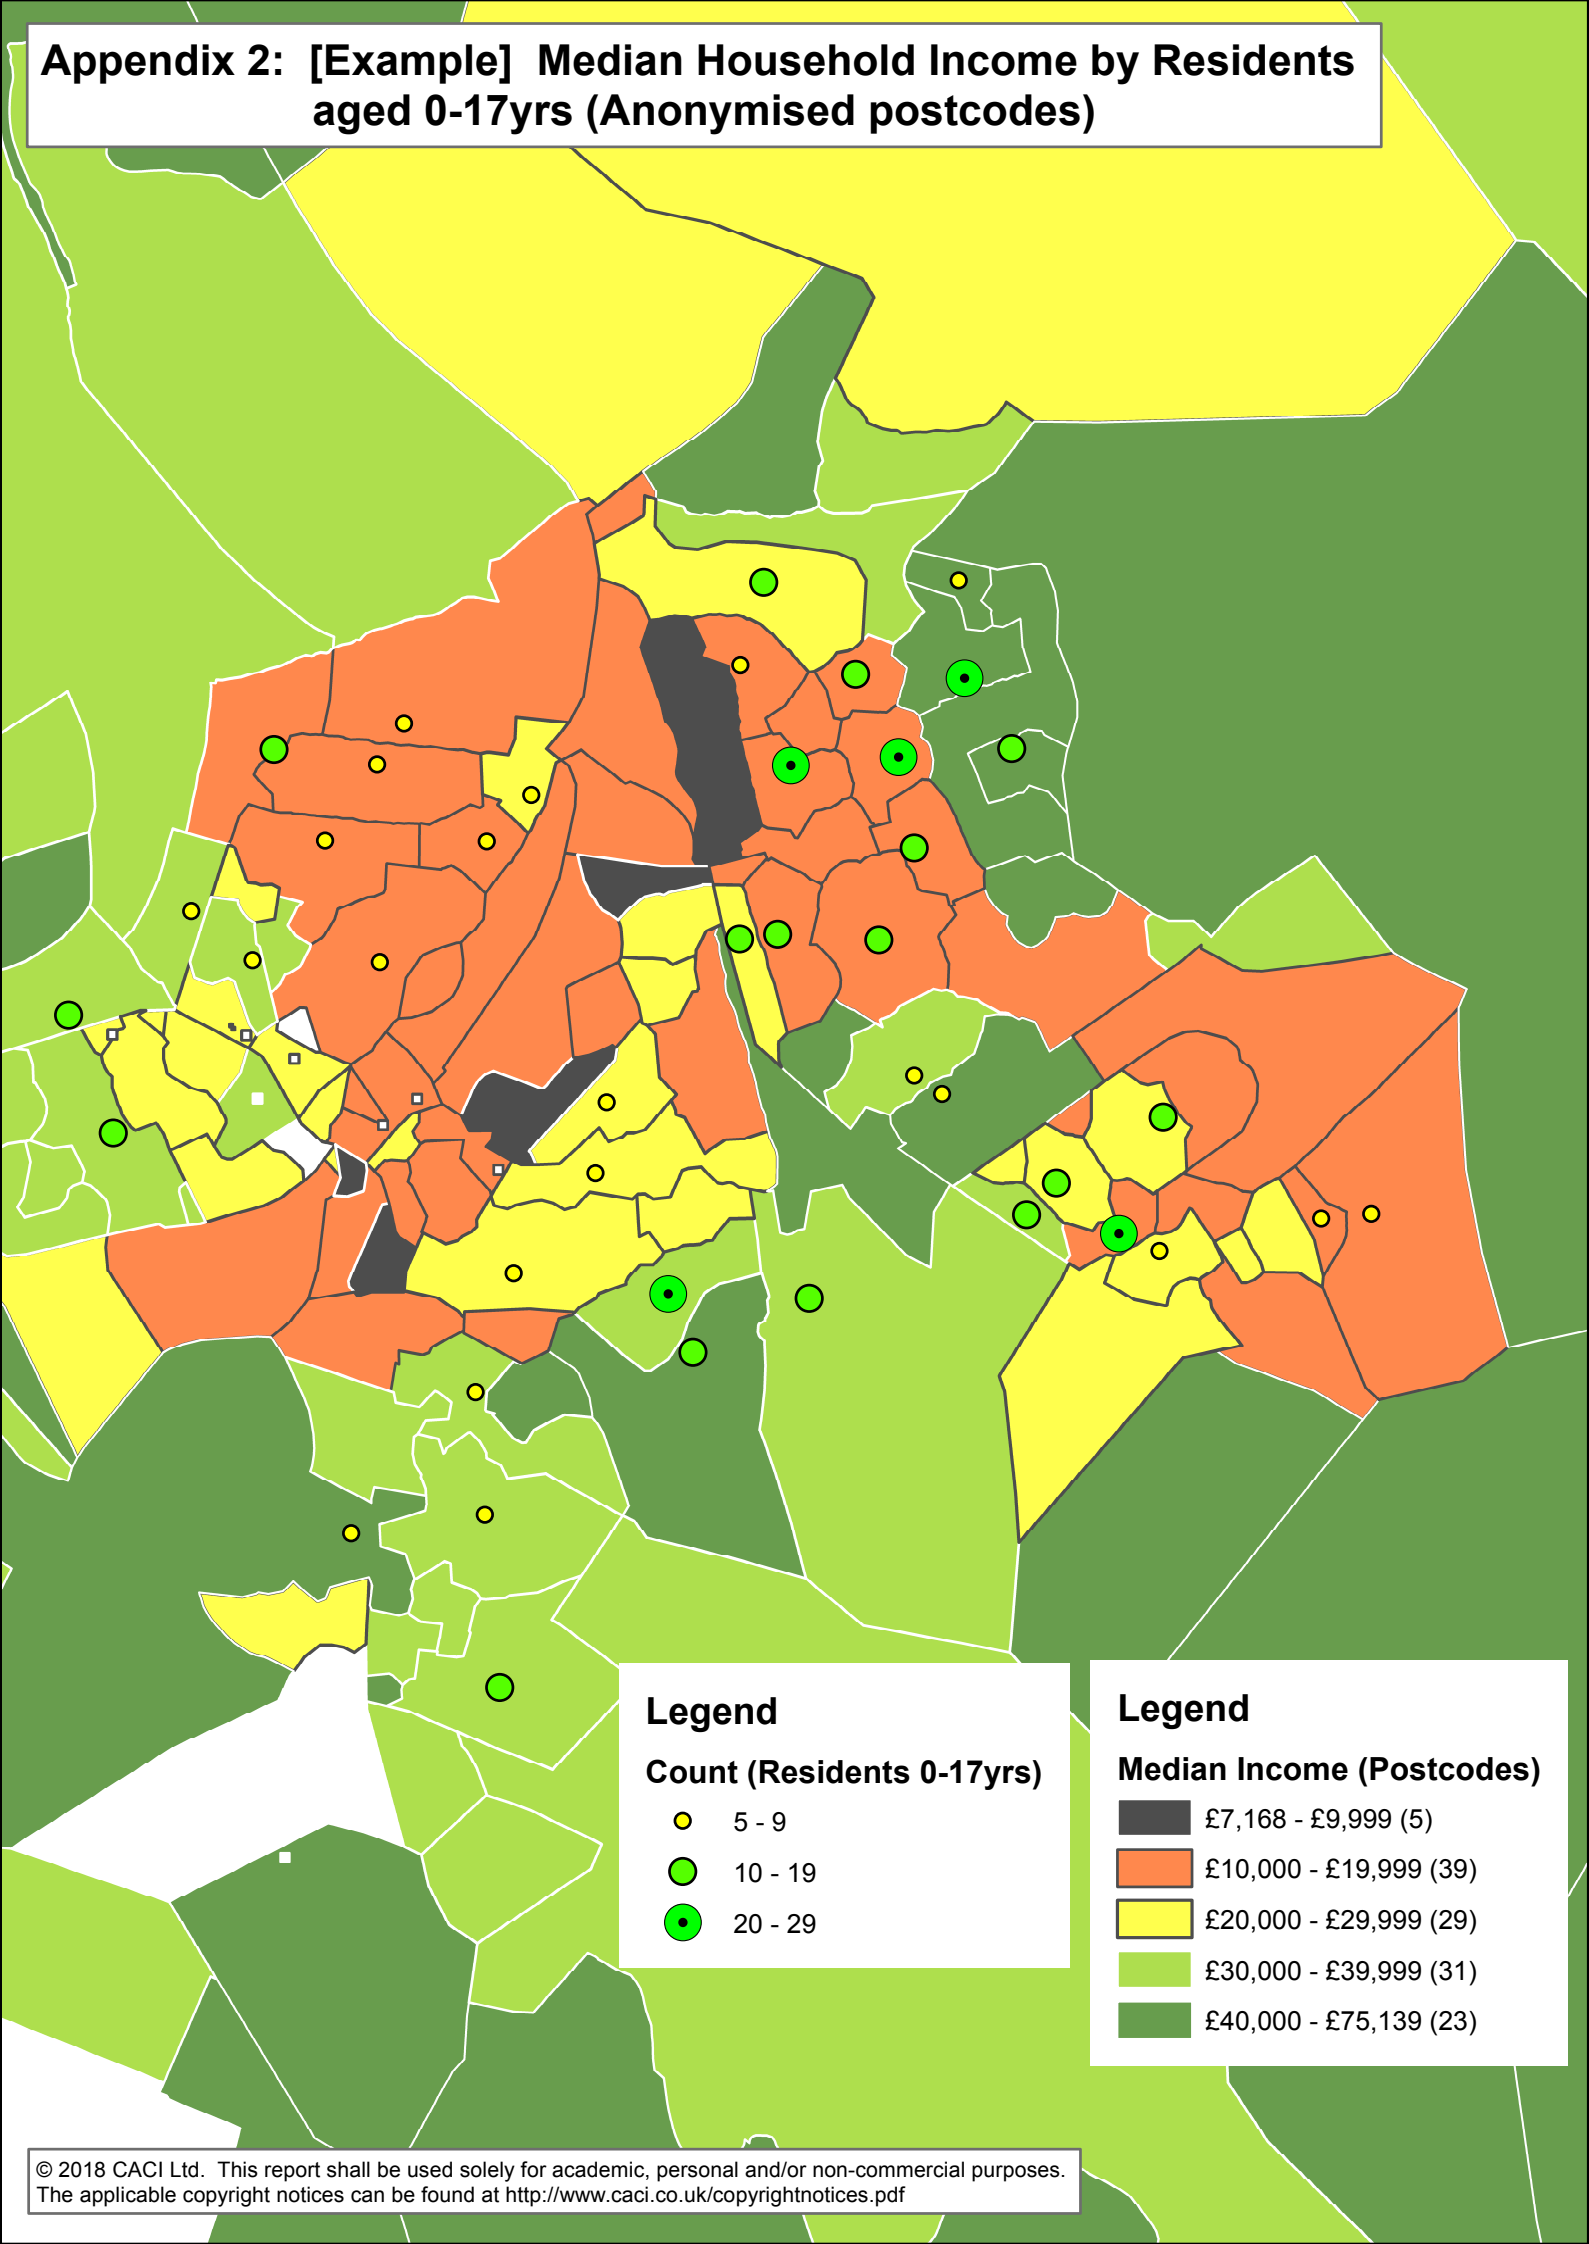 Appendix 2:  [Example]  Median Household Income by Residents
aged 0-17yrs (Anonymised postcodes)
Legend
Count (Residents 0-17yrs)
5 - 9
10 - 19
20 - 29
Legend
Median Income (Postcodes)
£7,168 - £9,999 (5)
£10,000 - £19,999 (39)
£20,000 - £29,999 (29)
£30,000 - £39,999 (31)
£40,000 - £75,139 (23)
© 2018 CACI Ltd.  This report shall be used solely for academic, personal and/or non-commercial purposes.
The applicable copyright notices can be found at http://www.caci.co.uk/copyrightnotices.pdf